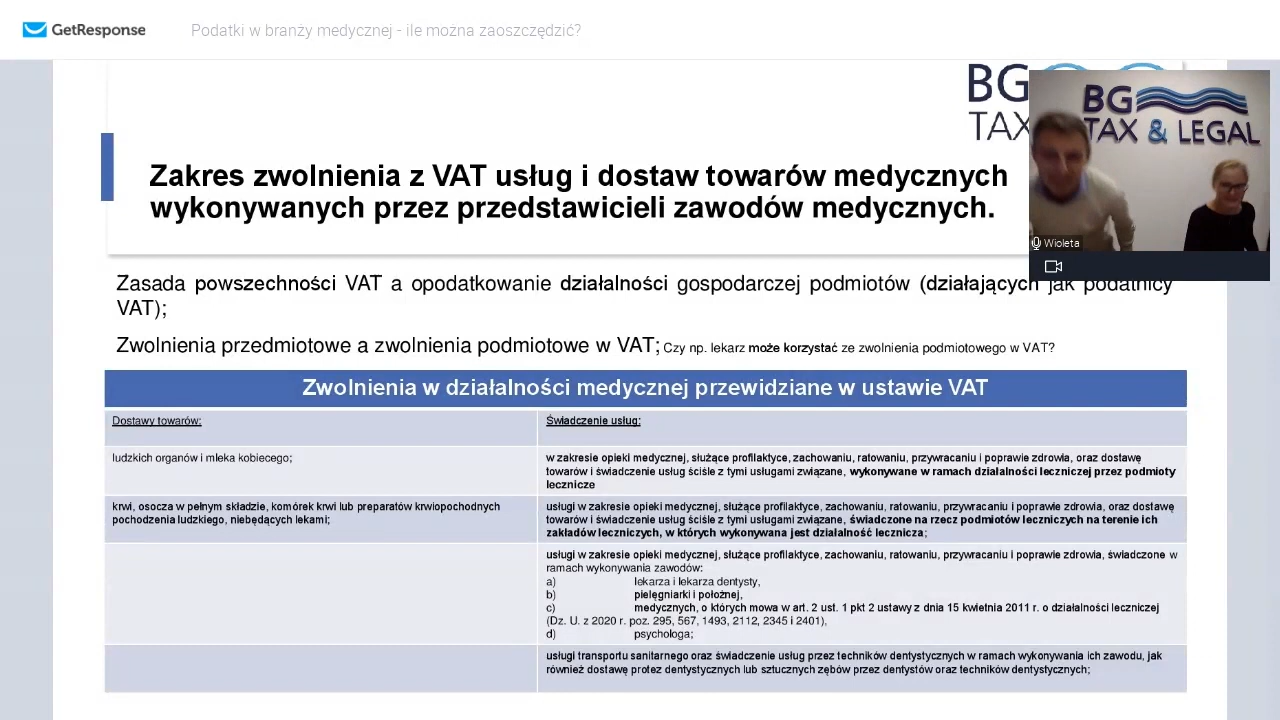 GetResponse
Podatki w branży medycznej - ile można zaoszczędzić?
BG
TAX
BG
TAX & LEGAL
Wioleta
Zakres zwolnienia z VAT usług i dostaw towarów medycznych
wykonywanych przez przedstawicieli zawodów medycznych.
Zasada powszechności VAT a opodatkowanie działalności gospodarczej podmiotów (działających jak podatnicy
VAT);
Zwolnienia przedmiotowe a zwolnienia podmiotowe w VAT; Czy np. lekarz może korzystać ze zwolnienia podmiotowego w VAT?
Zwolnienia w działalności medycznej przewidziane w ustawie VAT
Dostawy towarów:
Świadczenie usług:
ludzkich organów i mleka kobiecego;
w zakresie opieki medycznej, służące profilaktyce, zachowaniu, ratowaniu, przywracaniu i poprawie zdrowia, oraz dostawę
towarów i świadczenie usług ściśle z tymi usługami związane, wykonywane w ramach działalności leczniczej przez podmioty
lecznicze
krwi, osocza w pełnym składzie, komórek krwi lub preparatów krwiopochodnych
pochodzenia ludzkiego, niebędących lekami;
usługi w zakresie opieki medycznej, służące profilaktyce, zachowaniu, ratowaniu, przywracaniu i poprawie zdrowia, oraz dostawę
towarów i świadczenie usług ściśle z tymi usługami związane, świadczone na rzecz podmiotów leczniczych na terenie ich
zakładów leczniczych, w których wykonywana jest działalność lecznicza;
usługi w zakresie opieki medycznej, służące profilaktyce, zachowaniu, ratowaniu, przywracaniu i poprawie zdrowia, świadczone w
ramach wykonywania zawodów:
a) lekarza i lekarza dentysty,
b) pielęgniarki i położnej,
c) medycznych, o których mowa w art. 2 ust. 1 pkt 2 ustawy z dnia 15 kwietnia 2011 r. o działalności leczniczej
(Dz. U. z 2020 r. poz. 295, 567, 1493, 2112, 2345 i 2401),
d) psychologa;
usługi transportu sanitarnego oraz świadczenie usług przez techników dentystycznych w ramach wykonywania ich zawodu, jak
również dostawę protez dentystycznych lub sztucznych zębów przez dentystów oraz techników dentystycznych;